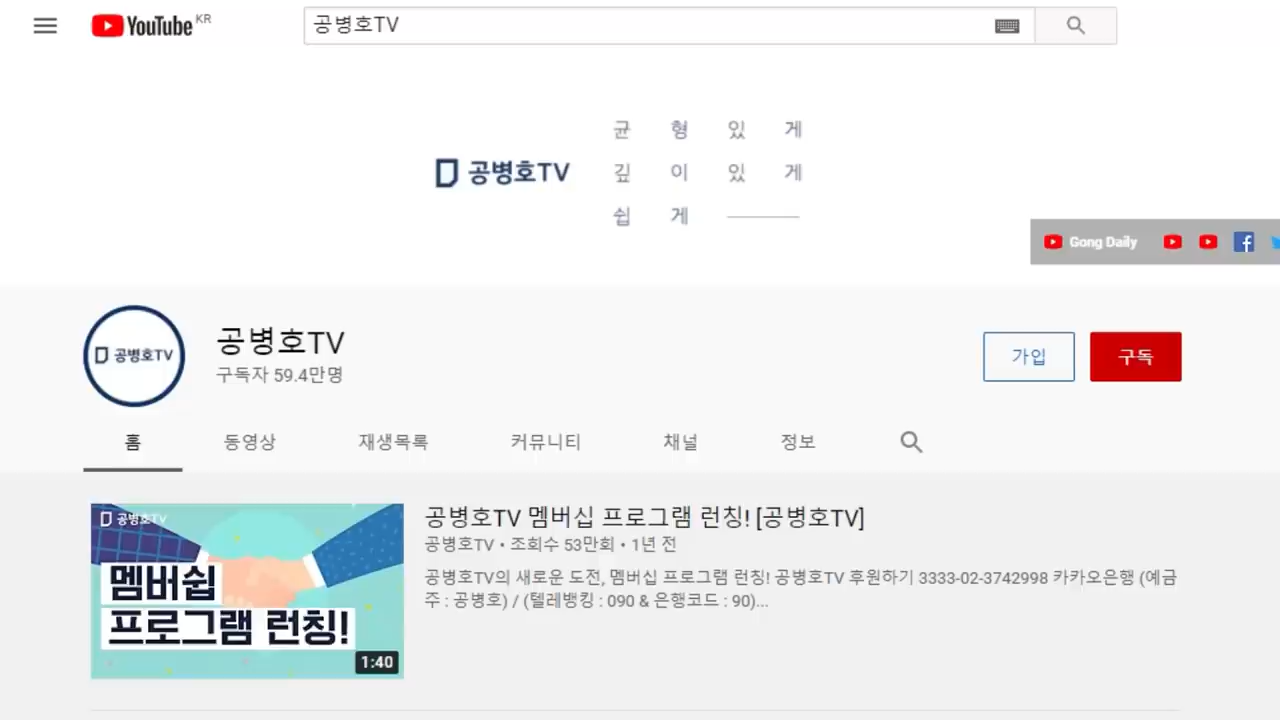 YouTube KR
공병호TV
균 형 있 게
공병호TV 깊 이 있 게
쉽 게
Gong Daily
공병호TV
공병호TV
구독자 59.4만명
가입
구독
홈 동영상 재생목록 커뮤니티 채널 정보
공병호TV
멤버쉽
프로그램 런칭!
1:40
공병호TV 멤버십 프로그램 런칭! [공병호TV]
공병호TV • 조회수 53만회 • 1년 전
공병호TV의 새로운 도전, 멤버십 프로그램 런칭! 공병호TV 후원하기 3333-02-3742998 카카오은행 (예금
주 : 공병호) / (텔레뱅킹 : 090 & 은행코드 : 90)...